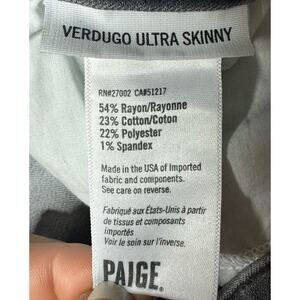 VERDUGO ULTRA SKINNY
RN#27002 CA#51217
54% Rayon/Rayonne
23% Cotton/Coton
22% Polyester
1% Spandex
Made in the USA of Imported
fabric and components.
See care on reverse.
Fabriqué aux États-Unis à partir
de tissus et composants
importés
Voir le soin sur l'inverse.
PAIGE.